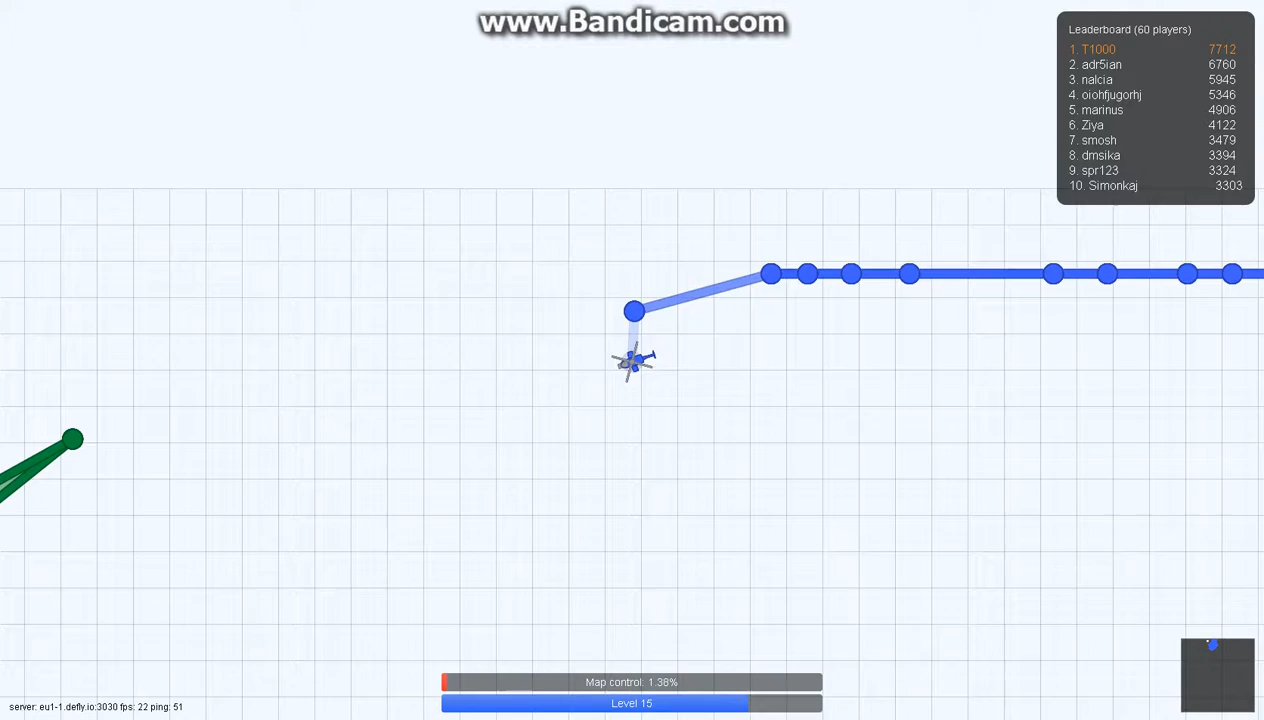 www.Bandicam.com
Leaderboard (60 players)
1. T1000 7712
2. adr5ian 6760
3. nalcia 5945
4. oiohfjugorhj 5346
5. marinus 4906
6. Ziya 4122
7. smosh 3479
8. dmsika 3394
9. spr123 3324
10. Simonkaj 3303
Map control: 1.38%
Level 15
server: eu1-1.defly.io:3030 fps: 22 ping: 51